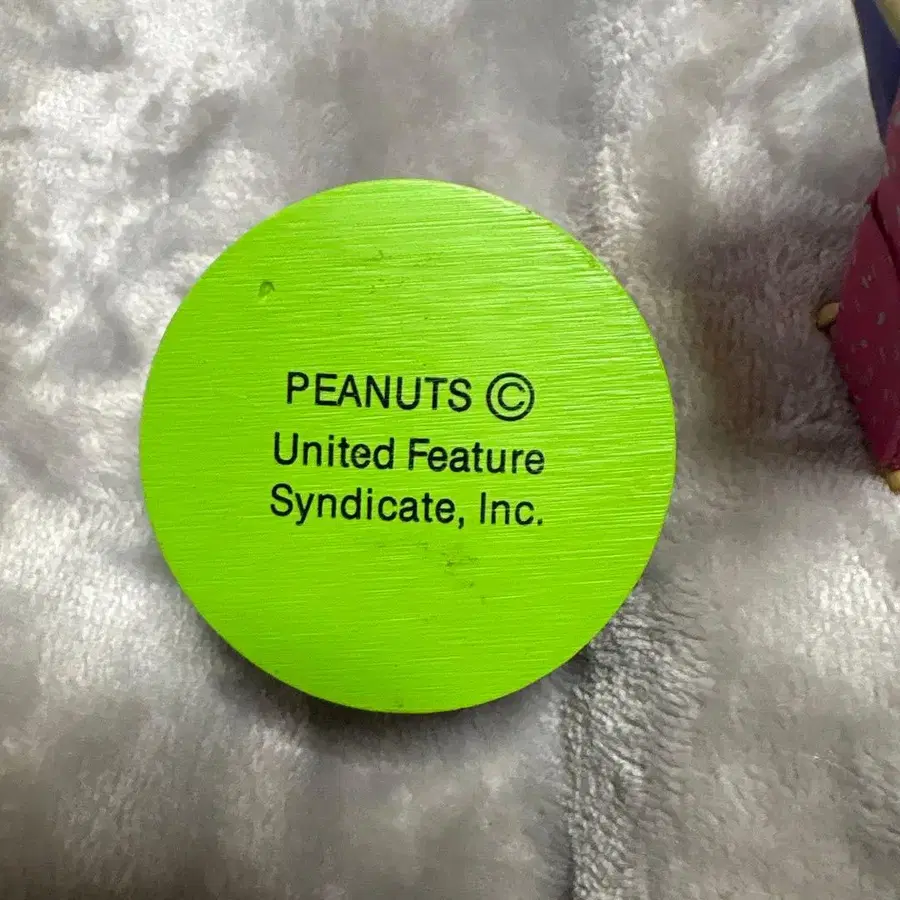 PEANUTS ©
United Feature
Syndicate, Inc.